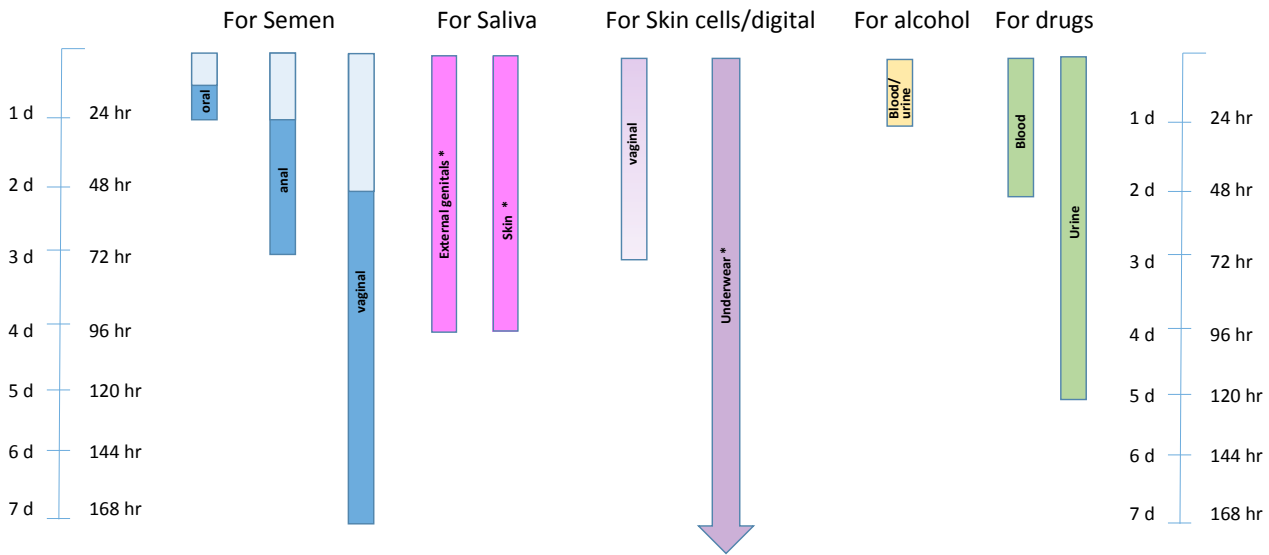 For Semen
For Saliva
For Skin cells/digital
For alcohol
For drugs
1 d 24 hr
2 d 48 hr
3 d 72 hr
4 d 96 hr
5 d 120 hr
6 d 144 hr
7 d 168 hr
oral
anal
vaginal
External genitals *
Skin *
vaginal
Underwear *
Blood/
urine
Blood
Urine
1 d 24 hr
2 d 48 hr
3 d 72 hr
4 d 96 hr
5 d 120 hr
6 d 144 hr
7 d 168 hr